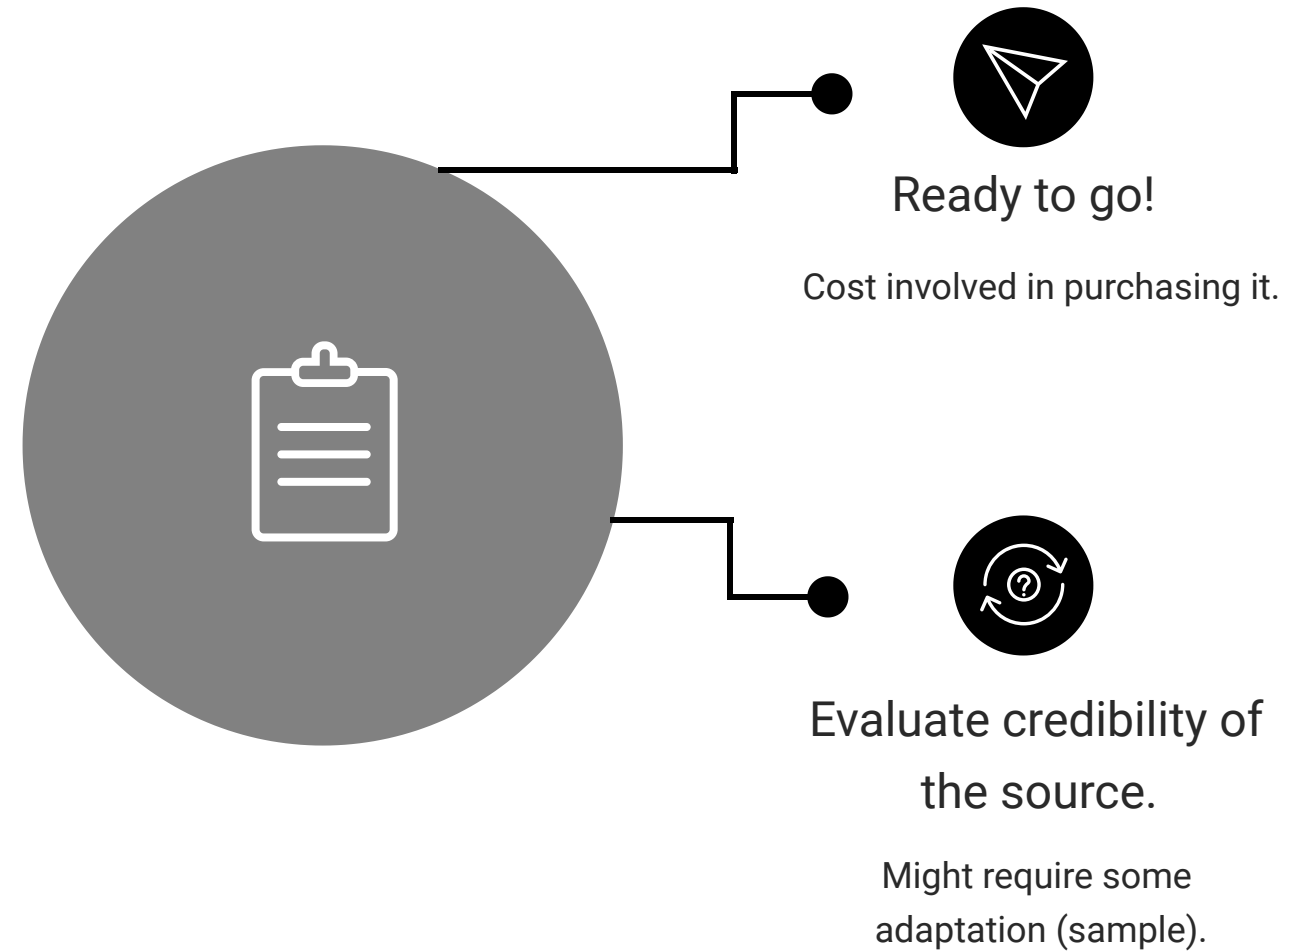 Ready to go!
Cost involved in purchasing it.
?
Evaluate credibility of
the source.
Might require some
adaptation (sample).